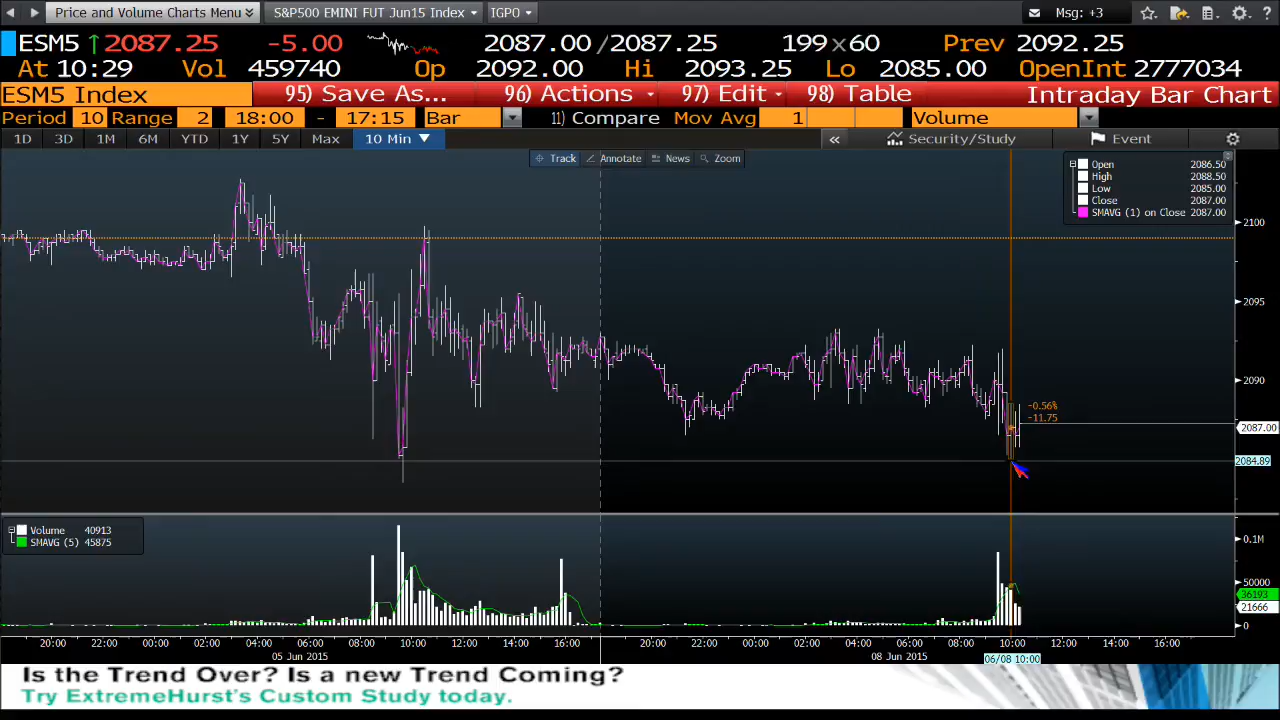 Price and Volume Charts Menu S&P500 EMINI FUT Jun15 Index IGPO Msg: +3
ESM5 ↑2087.25 -5.00 2087.00/2087.25 199x60 Prev 2092.25
At 10:29 Vol 459740 Op 2092.00 Hi 2093.25 Lo 2085.00 OpenInt 2777034
ESM5 Index 95) Save As... 96) Actions 97) Edit 98) Table Intraday Bar Chart
Period 10 Range 2 18:00 - 17:15 Bar 11) Compare Mov Avg 1 Volume
1D 3D 1M 6M YTD 1Y 5Y Max 10 Min « Security/Study Event
Track Annotate News Zoom
Open 2086.50
High 2088.50
Low 2085.00
Close 2087.00
SMAVG (1) on Close 2087.00
2100
2095
2090
-0.56%
-11.75
2087.00
2084.89
Volume 40913
SMAVG (5) 45875
0.1M
50000
36193
21666
0
20:00 22:00 00:00 02:00 04:00 06:00 08:00 10:00 12:00 14:00 16:00 20:00 22:00 00:00 02:00 04:00 06:00 08:00 10:00 12:00 14:00 16:00
05 Jun 2015 08 Jun 2015 06/08 10:00
Is the Trend Over? Is a new Trend Coming?
Try ExtremeHurst's Custom Study today.